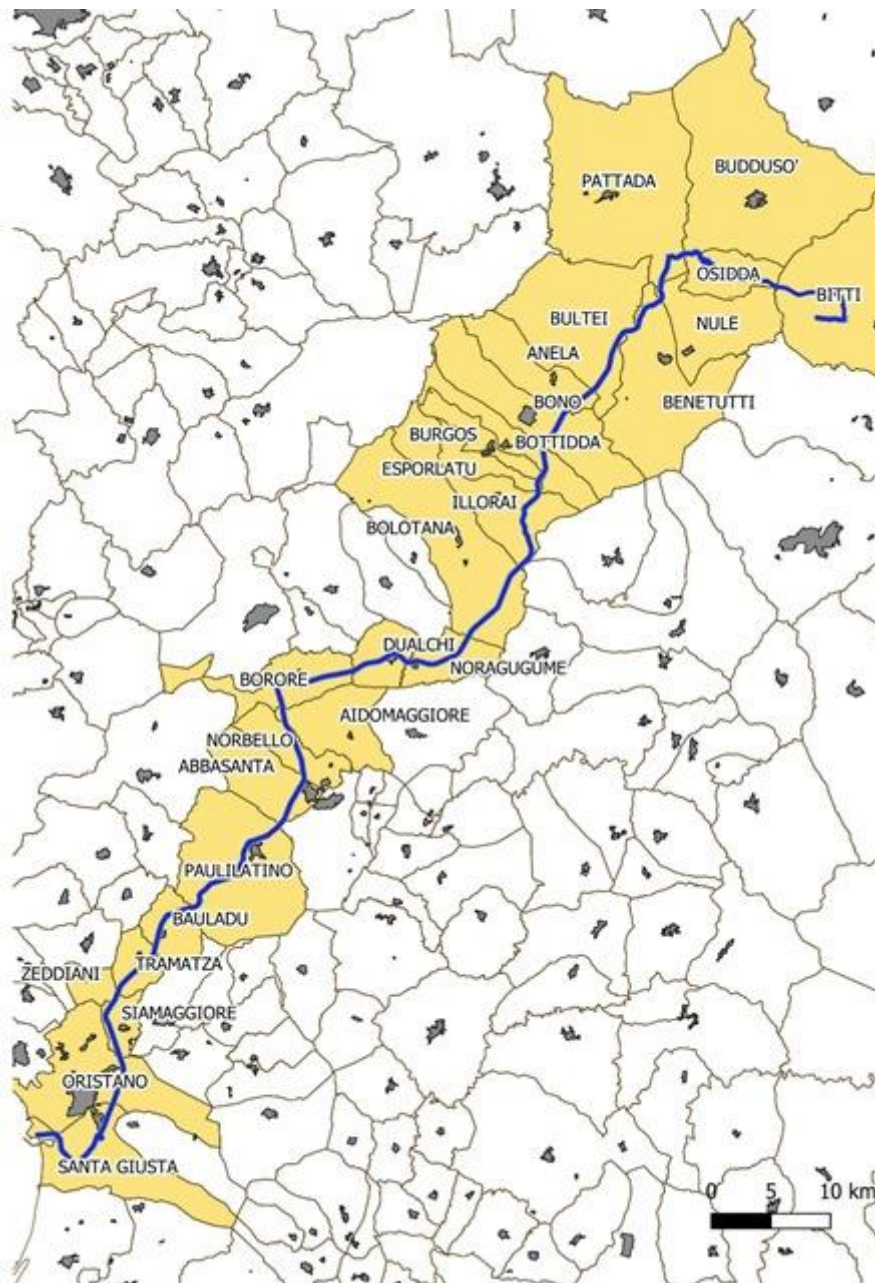 BUDDUSO'
PATTADA
OSIDDA
BITTI
BULTEI
NULE
ANELA
BONO
BENETUTTI
BURGOS
BOTTIDDA
ESPORLATU
ILLORAI
BOLOTANA
DUALCHI
NORAGUGUME
BORORE
AIDOMAGGIORE
NORBELLO
ABBASANTA
PAULILATINO
BAULADU
TRAMATZA
ZEDDIANI
SIAMAGGIORE
ORISTANO
SANTA GIUSTA
0 5 10 km